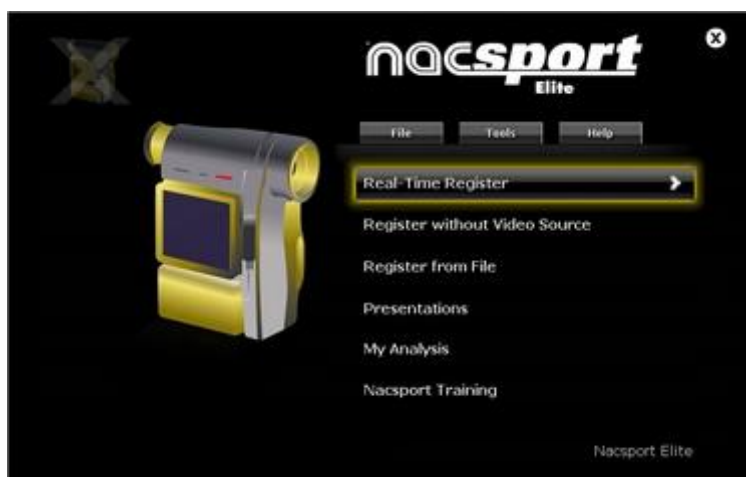 nacsport
Elite
File Tools Help
Real-Time Register
Register without Video Source
Register from File
Presentations
My Analysis
Nacsport Training
Nacsport Elite